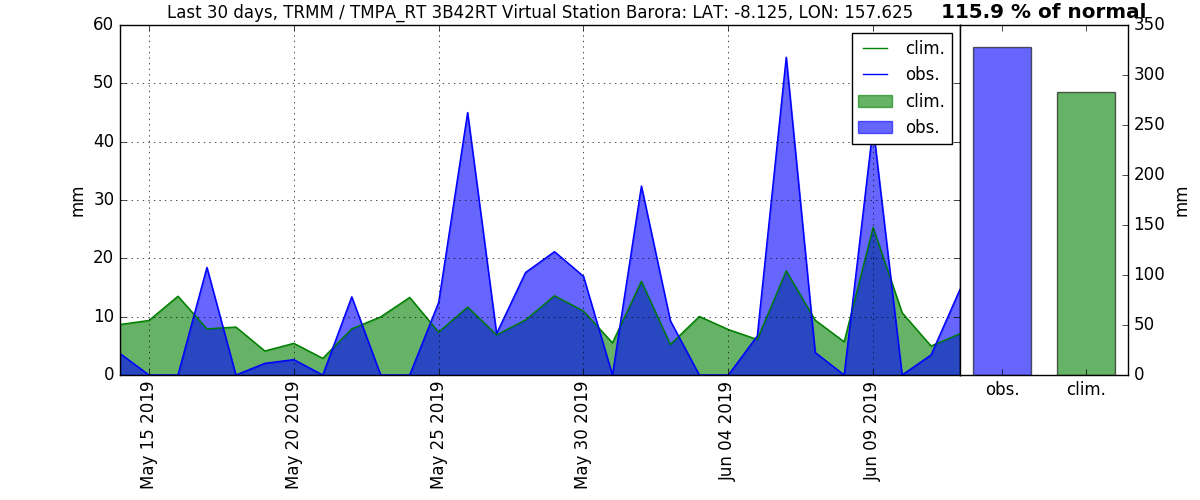 Last 30 days, TRMM / TMPA_RT 3B42RT Virtual Station Barora: LAT: -8.125, LON: 157.625
115.9 % of normal
60
50
40
30
20
10
0
mm
clim.
obs.
clim.
obs.
May 15 2019
May 20 2019
May 25 2019
May 30 2019
Jun 04 2019
Jun 09 2019
350
300
250
200
150
100
50
0
mm
obs.
clim.